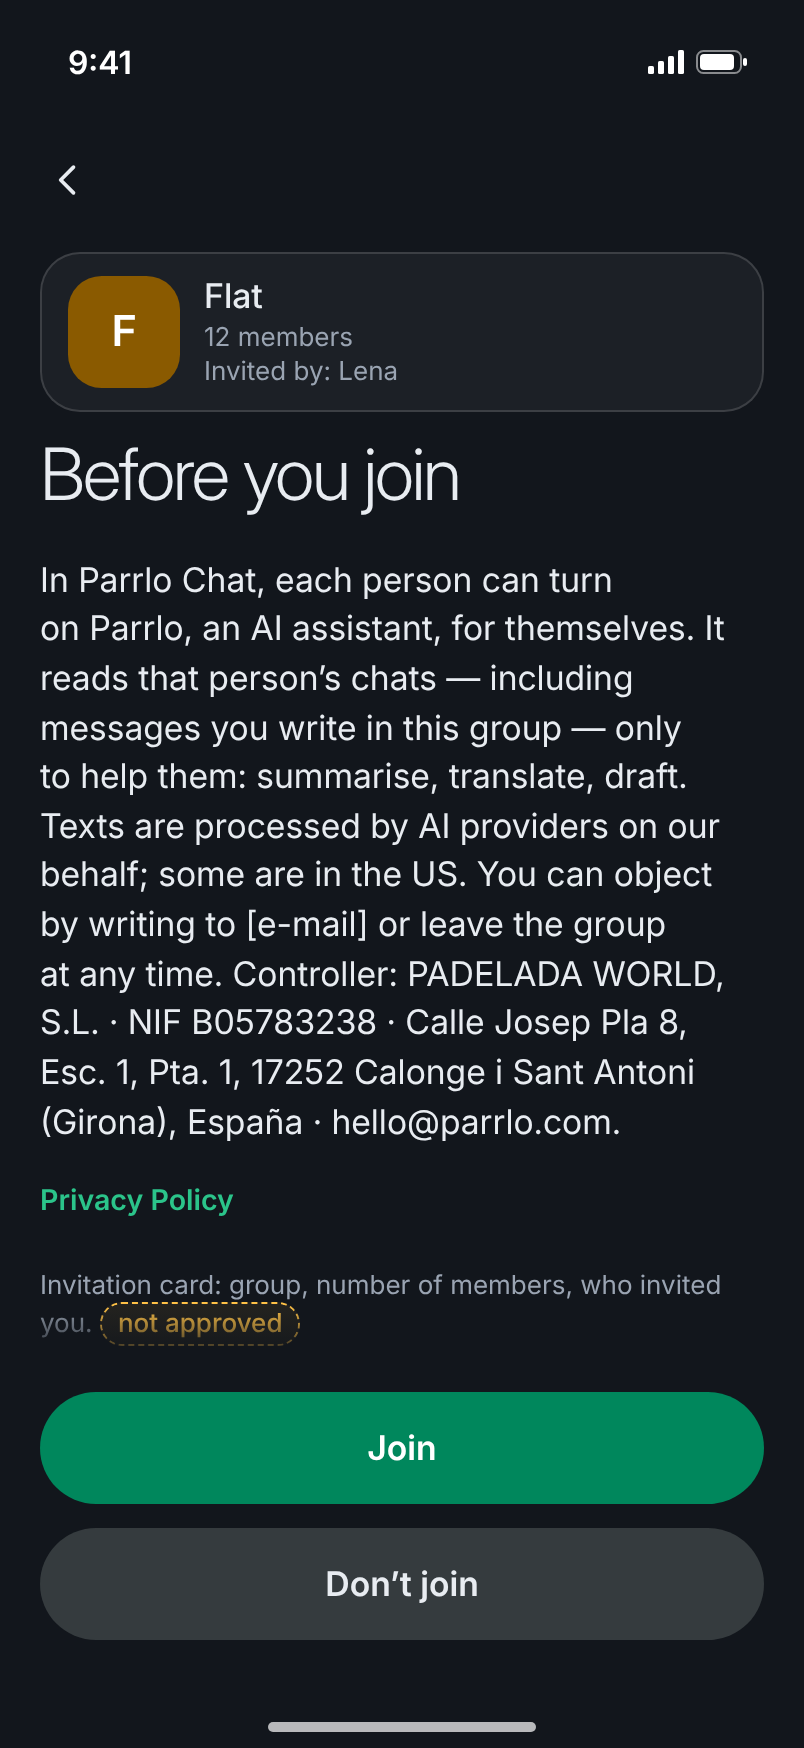 9:41
F
Flat
12 members
Invited by: Lena
Before you join
In Parrlo Chat, each person can turn
on Parrlo, an AI assistant, for themselves. It
reads that person’s chats — including
messages you write in this group — only
to help them: summarise, translate, draft.
Texts are processed by AI providers on our
behalf; some are in the US. You can object
by writing to [e-mail] or leave the group
at any time. Controller: PADELADA WORLD,
S.L. · NIF B05783238 · Calle Josep Pla 8,
Esc. 1, Pta. 1, 17252 Calonge i Sant Antoni
(Girona), España · hello@parrlo.com.
Privacy Policy
Invitation card: group, number of members, who invited
you. not approved
Join
Don’t join